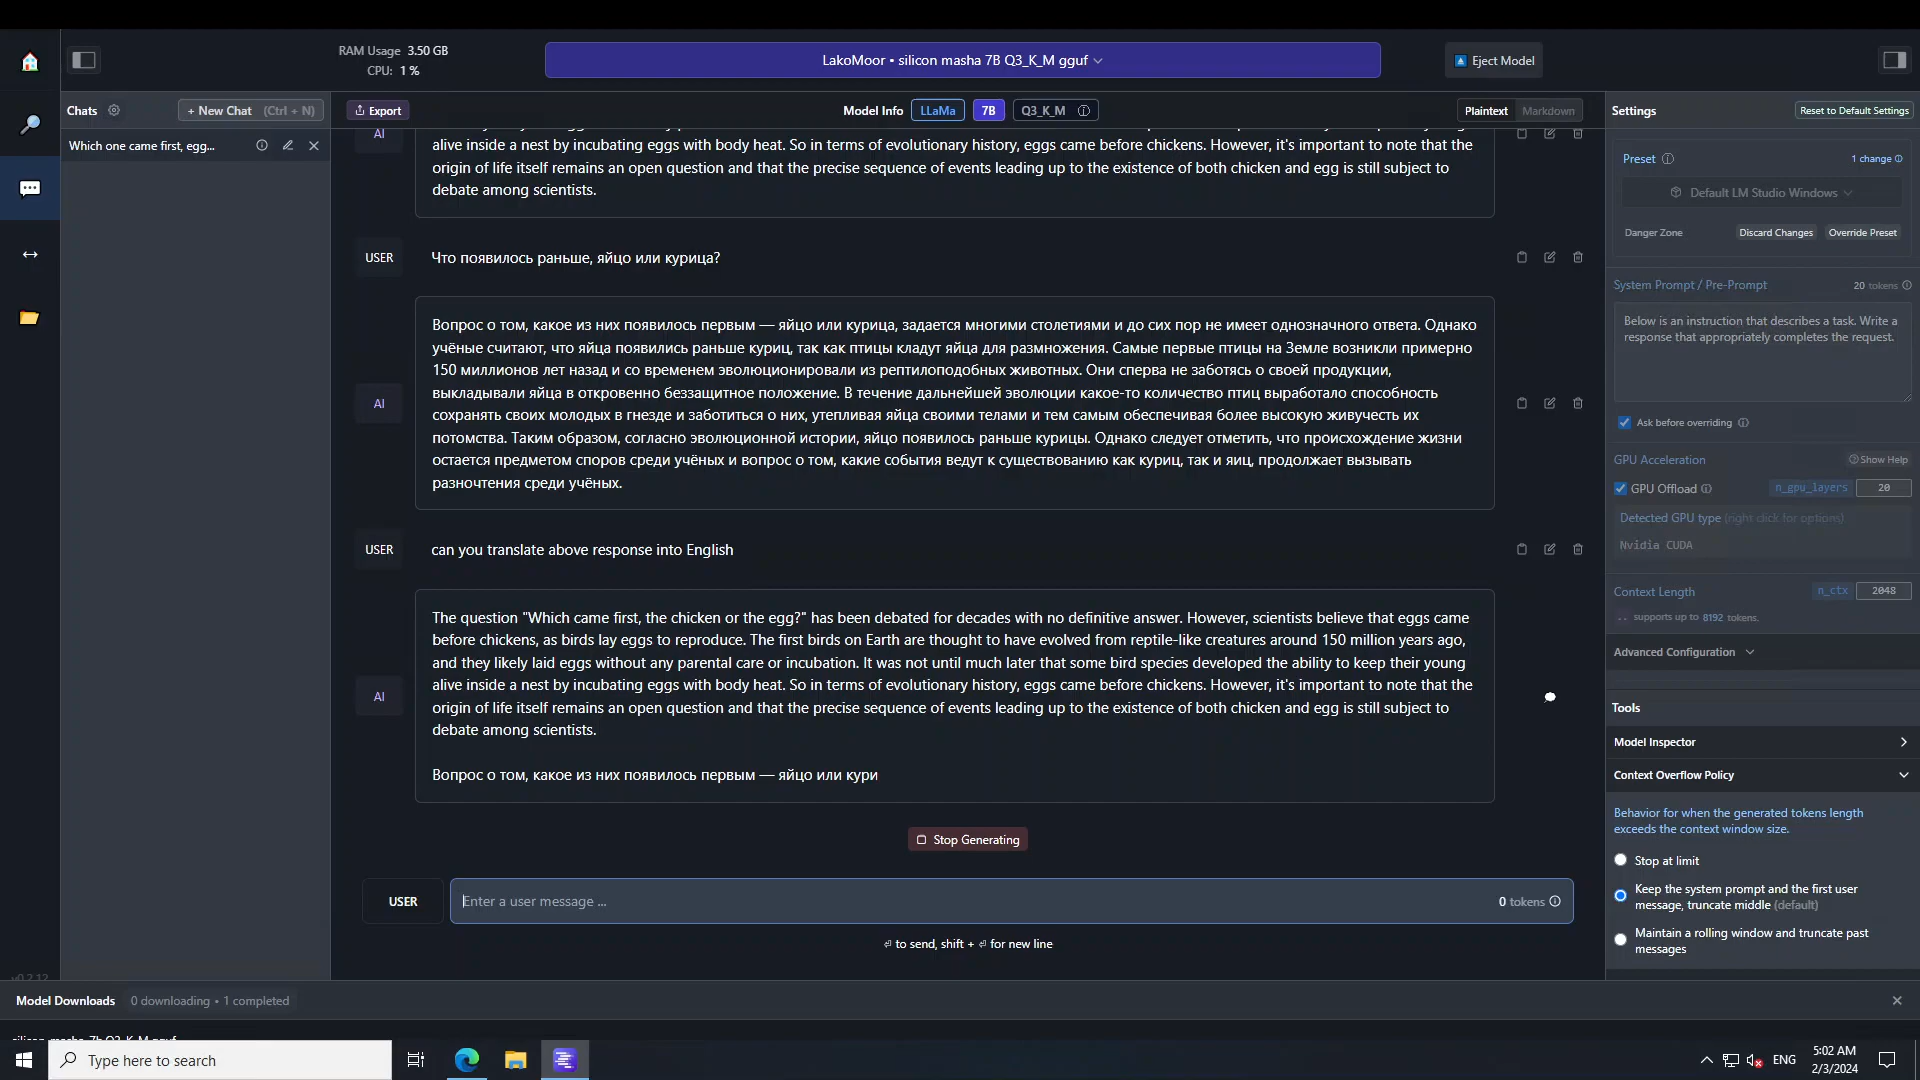 RAM Usage 3.50 GB
CPU: 1 %
LakoMoor • silicon masha 7B Q3_K_M gguf
Eject Model
Chats
+ New Chat (Ctrl + N)
Export
Model Info LLaMa 7B Q3_K_M
Plaintext Markdown
Settings
Reset to Default Settings
Which one came first, egg...
AI
alive inside a nest by incubating eggs with body heat. So in terms of evolutionary history, eggs came before chickens. However, it's important to note that the
origin of life itself remains an open question and that the precise sequence of events leading up to the existence of both chicken and egg is still subject to
debate among scientists.
USER
Что появилось раньше, яйцо или курица?
AI
Вопрос о том, какое из них появилось первым — яйцо или курица, задается многими столетиями и до сих пор не имеет однозначного ответа. Однако
учёные считают, что яйца появились раньше куриц, так как птицы кладут яйца для размножения. Самые первые птицы на Земле возникли примерно
150 миллионов лет назад и со временем эволюционировали из рептилоподобных животных. Они сперва не заботясь о своей продукции,
выкладывали яйца в откровенно беззащитное положение. В течение дальнейшей эволюции какое-то количество птиц выработало способность
сохранять своих молодых в гнезде и заботиться о них, утепливая яйца своими телами и тем самым обеспечивая более высокую живучесть их
потомства. Таким образом, согласно эволюционной истории, яйцо появилось раньше курицы. Однако следует отметить, что происхождение жизни
остается предметом споров среди учёных и вопрос о том, какие события ведут к существованию как куриц, так и яиц, продолжает вызывать
разночтения среди учёных.
USER
can you translate above response into English
AI
The question "Which came first, the chicken or the egg?" has been debated for decades with no definitive answer. However, scientists believe that eggs came
before chickens, as birds lay eggs to reproduce. The first birds on Earth are thought to have evolved from reptile-like creatures around 150 million years ago,
and they likely laid eggs without any parental care or incubation. It was not until much later that some bird species developed the ability to keep their young
alive inside a nest by incubating eggs with body heat. So in terms of evolutionary history, eggs came before chickens. However, it's important to note that the
origin of life itself remains an open question and that the precise sequence of events leading up to the existence of both chicken and egg is still subject to
debate among scientists.
Вопрос о том, какое из них появилось первым — яйцо или кури
Stop Generating
USER
Enter a user message ...
0 tokens
⏎ to send, shift + ⏎ for new line
Preset
1 change
Default LM Studio Windows
Danger Zone Discard Changes Override Preset
System Prompt / Pre-Prompt 20 tokens
Below is an instruction that describes a task. Write a
response that appropriately completes the request.
Ask before overriding
GPU Acceleration Show Help
GPU Offload n_gpu_layers 20
Detected GPU type (right click for options)
Nvidia CUDA
Context Length n_ctx 2048
.. supports up to 8192 tokens.
Advanced Configuration
Tools
Model Inspector
Context Overflow Policy
Behavior for when the generated tokens length
exceeds the context window size.
Stop at limit
Keep the system prompt and the first user
message, truncate middle (default)
Maintain a rolling window and truncate past
messages
v0.2.12
Model Downloads 0 downloading • 1 completed
silicon-masha-7b.Q3_K_M.gguf
Type here to search
ENG
5:02 AM
2/3/2024